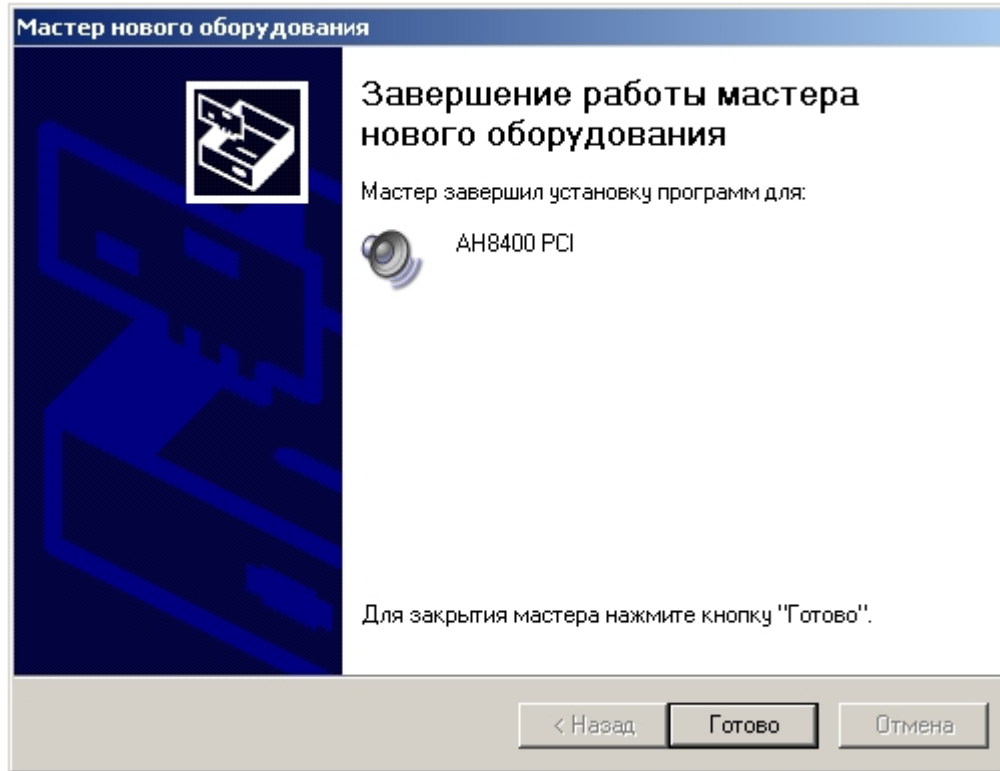 Мастер нового оборудования
Завершение работы мастера
нового оборудования
Мастер завершил установку программ для:
AH8400 PCI
Для закрытия мастера нажмите кнопку "Готово".
< Назад
Готово
Отмена